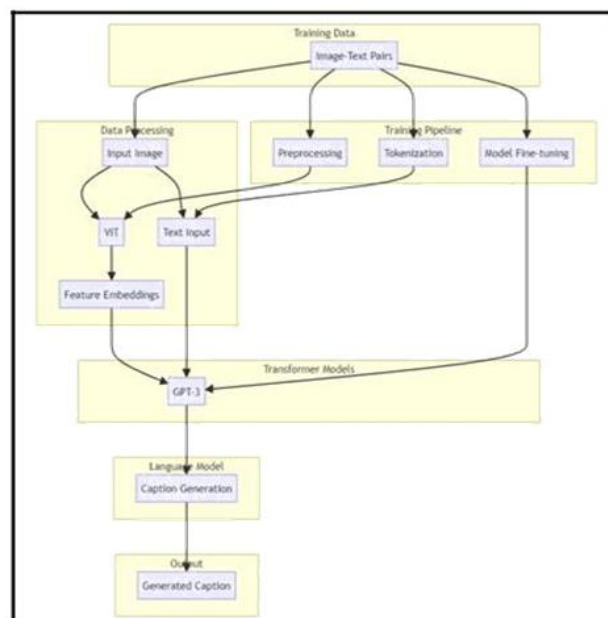 Training Data
Image-Text Pairs
Data Processing
Training Pipeline
Input Image
Preprocessing
Tokenization
Model Fine-tuning
ViT
Text Input
Feature Embeddings
Transformer Models
GPT-3
Language Model
Caption Generation
Output
Generated Caption